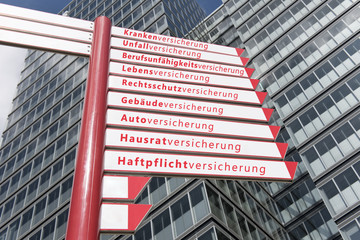 Krankenversicherung
Unfallversicherung
Berufsunfähigkeitsversicherung
Lebensversicherung
Rechtsschutzversicherung
Gebäudeversicherung
Autoversicherung
Hausratversicherung
Haftpflichtversicherung